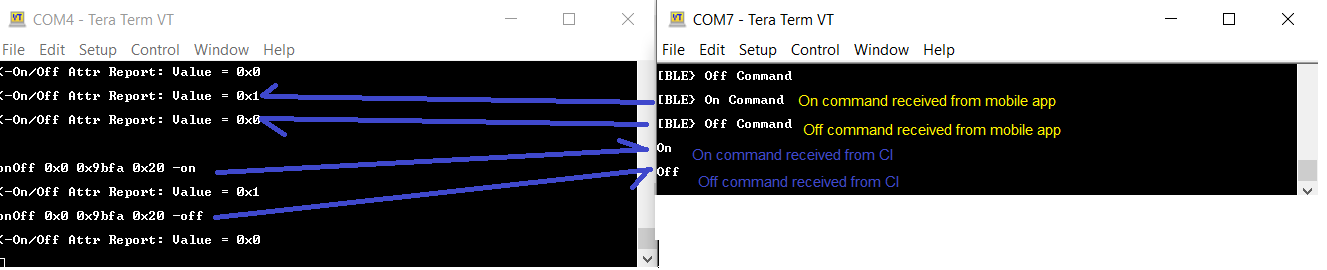 VT COM4 - Tera Term VT
File Edit Setup Control Window Help
<-On/Off Attr Report: Value = 0x0
<-On/Off Attr Report: Value = 0x1
<-On/Off Attr Report: Value = 0x0
onOff 0x0 0x9bfa 0x20 -on
<-On/Off Attr Report: Value = 0x1
onOff 0x0 0x9bfa 0x20 -off
<-On/Off Attr Report: Value = 0x0
VT COM7 - Tera Term VT
File Edit Setup Control Window Help
[BLE> Off Command
[BLE> On Command On command received from mobile app
[BLE> Off Command Off command received from mobile app
On On command received from CI
Off Off command received from CI